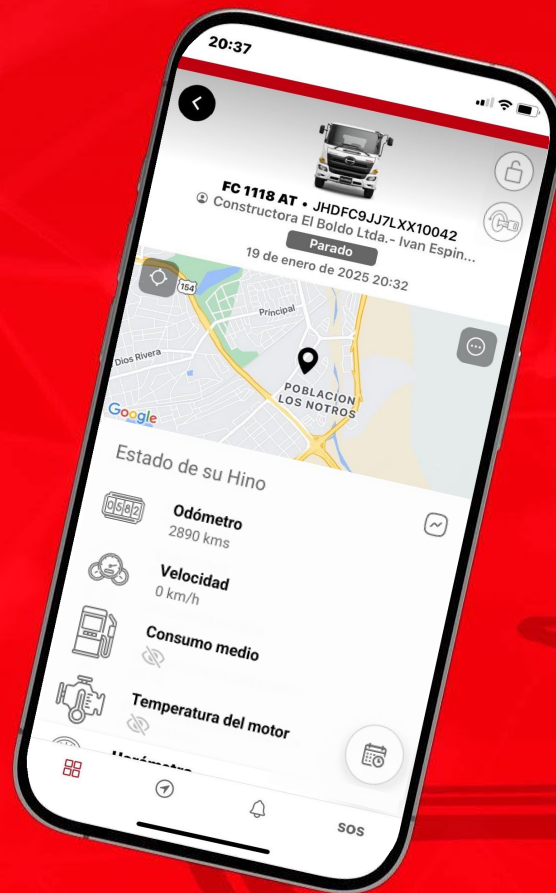 20:37
FC 1118 AT • JHDFC9JJ7LXX10042
Constructora El Boldo Ltda.- Ivan Espin...
Parado
19 de enero de 2025 20:32
154
Principal
Dios Rivera
POBLACION
LOS NOTROS
Google
Estado de su Hino
0582
Odómetro
2890 kms
Velocidad
0 km/h
Consumo medio
Temperatura del motor
Horómetro
SOS